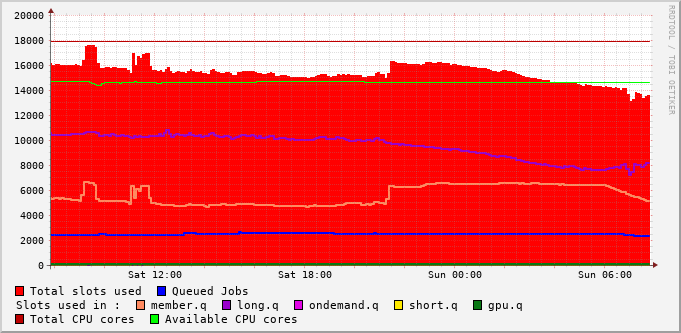 20000
18000
16000
14000
12000
10000
8000
6000
4000
2000
0
Sat 12:00 Sat 18:00 Sun 00:00 Sun 06:00
Total slots used Queued Jobs
Slots used in : member.q long.q ondemand.q short.q gpu.q
Total CPU cores Available CPU cores
RRDTOOL / TOBI OETIKER